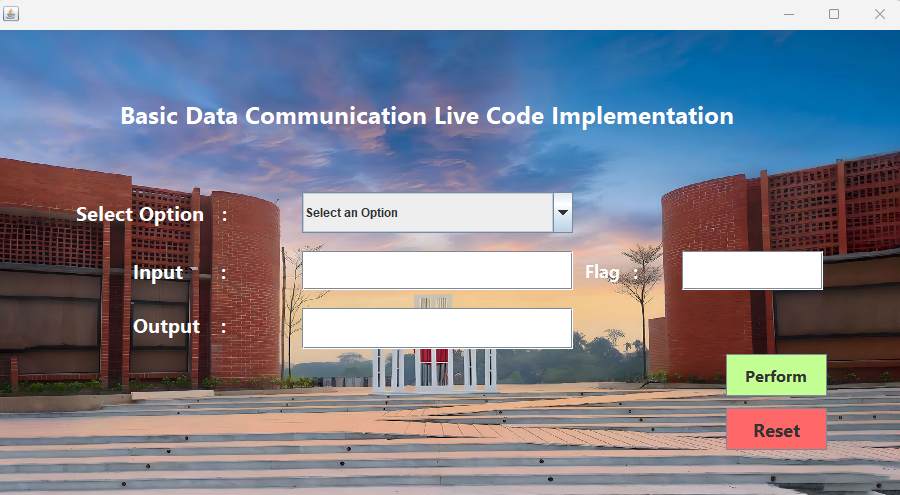 Basic Data Communication Live Code Implementation
Select Option :
Select an Option
Input :
Flag :
Output :
Perform
Reset